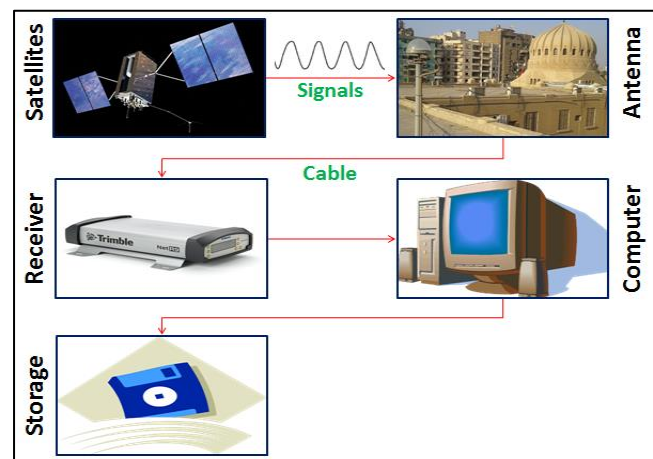 Satellites
Signals
Antenna
Receiver
Cable
Trimble
Computer
Storage